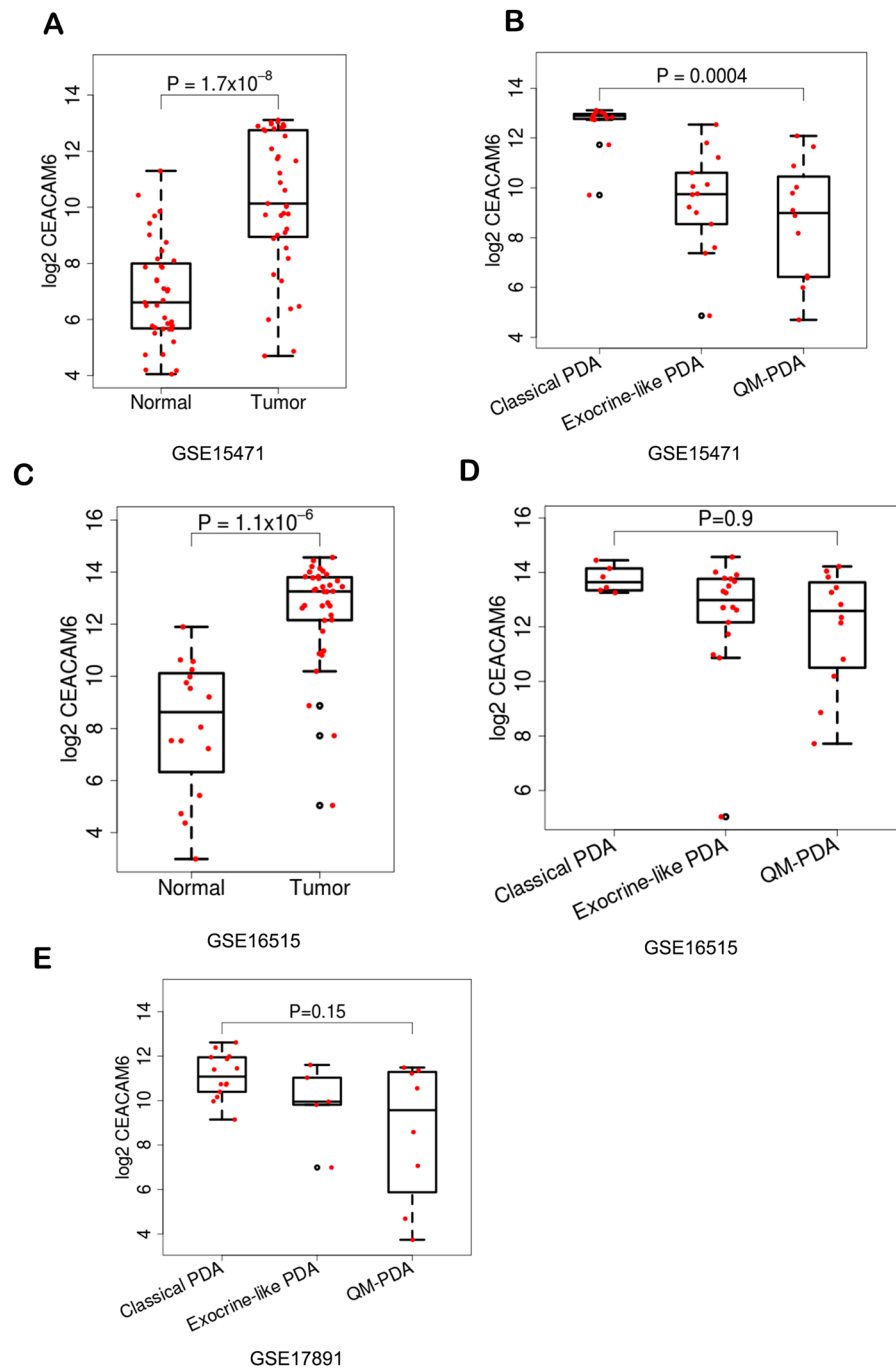 A
P = 1.7x10⁻⁸
log2 CEACAM6
14
12
10
8
6
4
Normal Tumor
GSE15471
B
P = 0.0004
log2 CEACAM6
14
12
10
8
6
4
Classical PDA
Exocrine-like PDA
QM-PDA
GSE15471
C
P = 1.1x10⁻⁶
log2 CEACAM6
16
14
12
10
8
6
4
Normal Tumor
GSE16515
D
P=0.9
log2 CEACAM6
16
14
12
10
8
6
Classical PDA
Exocrine-like PDA
QM-PDA
GSE16515
E
P=0.15
log2 CEACAM6
14
12
10
8
6
4
Classical PDA
Exocrine-like PDA
QM-PDA
GSE17891